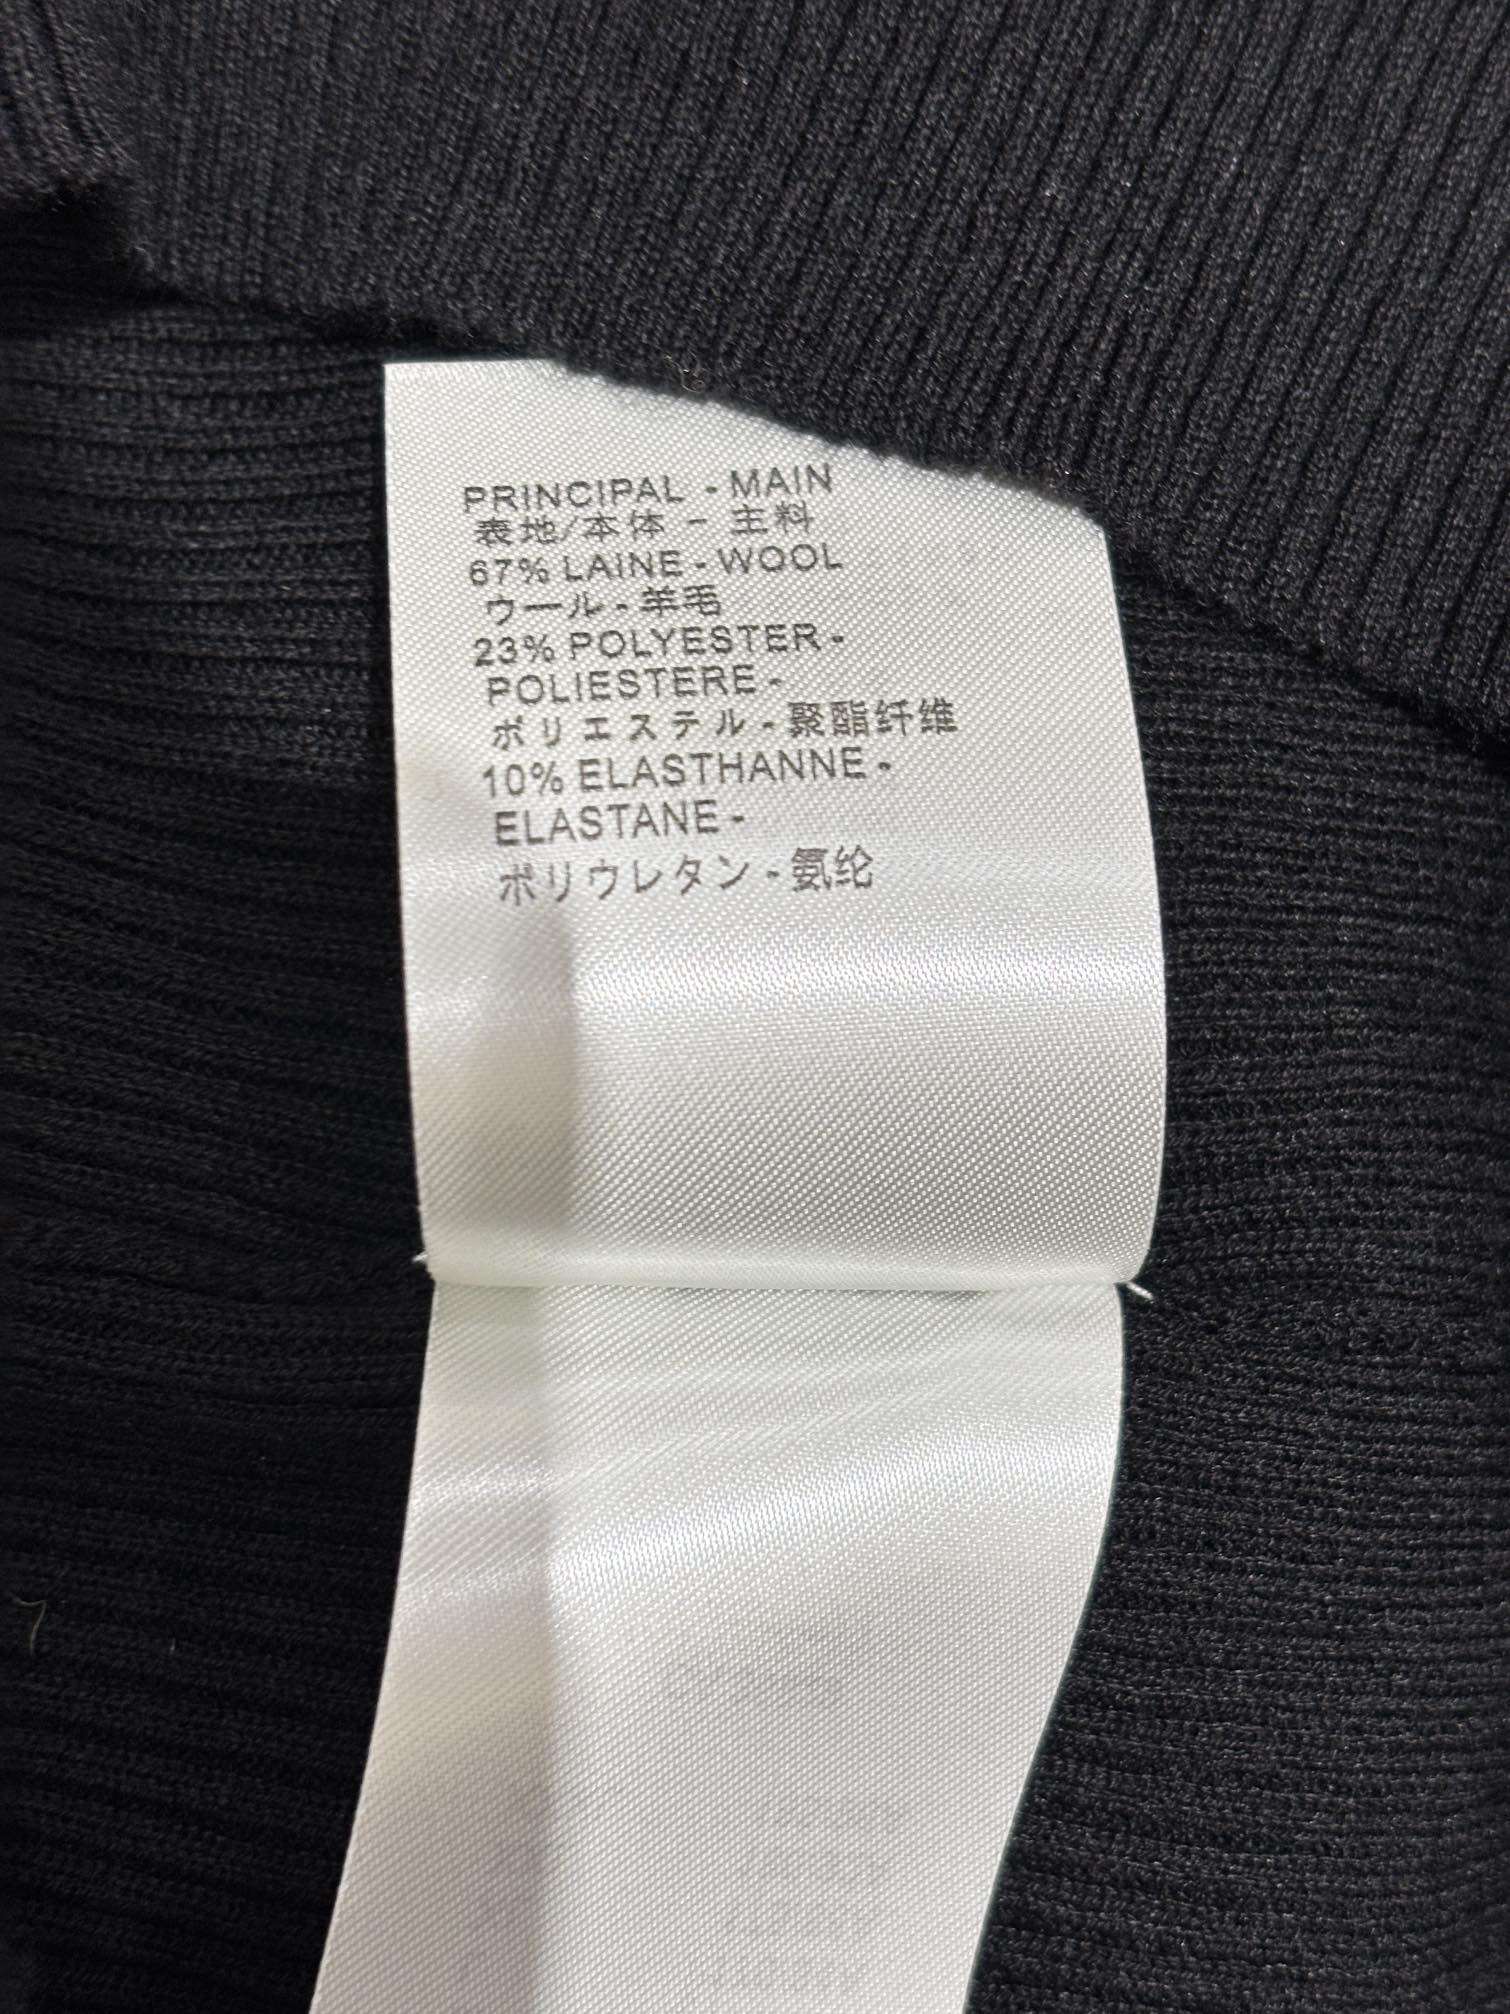 PRINCIPAL - MAIN
表地/本体 - 主料
67% LAINE - WOOL
ウール - 羊毛
23% POLYESTER -
POLIESTERE -
ポリエステル - 聚酯纤维
10% ELASTHANNE -
ELASTANE -
ポリウレタン - 氨纶